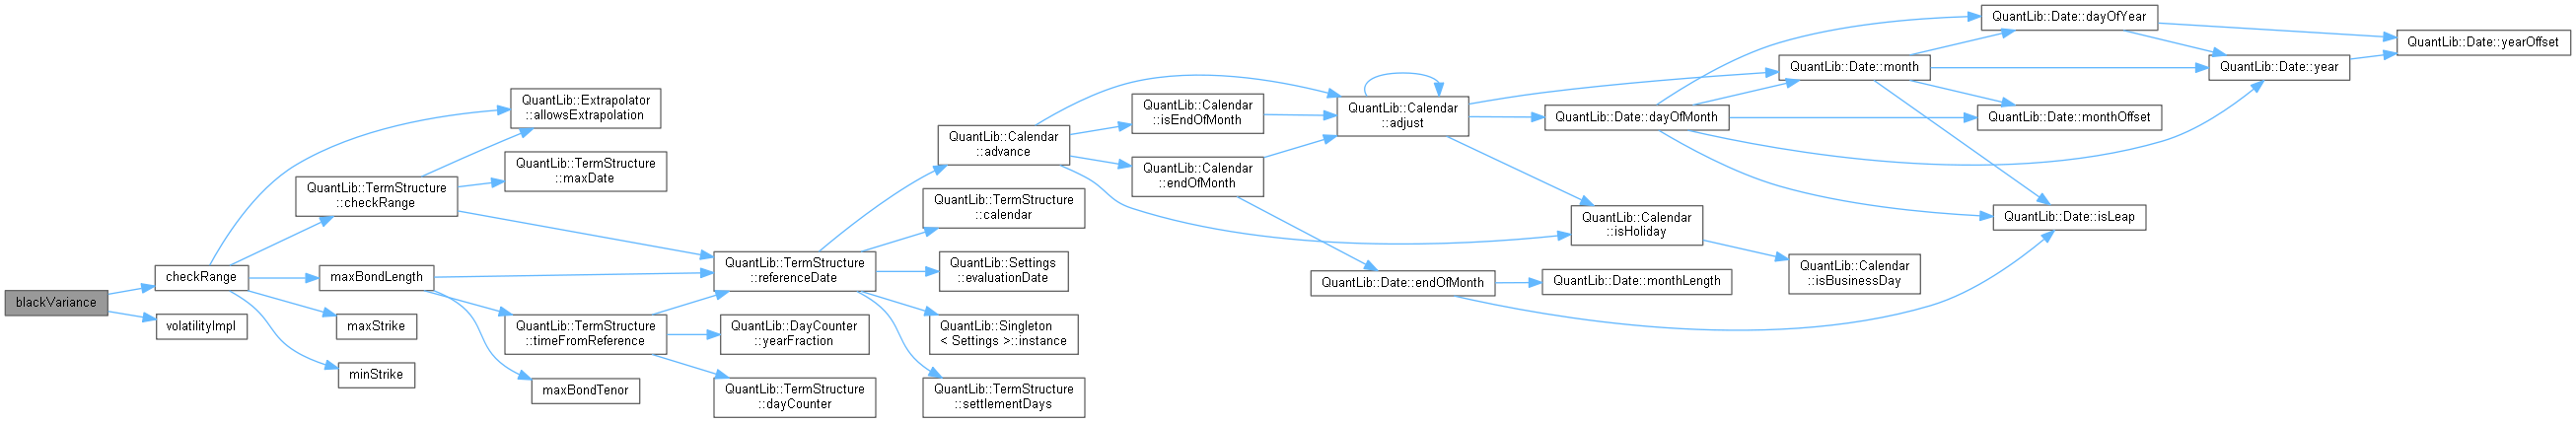 blackVariance
checkRange
volatilityImpl
QuantLib::Extrapolator
::allowsExtrapolation
QuantLib::TermStructure
::maxDate
QuantLib::TermStructure
::checkRange
maxBondLength
maxStrike
minStrike
QuantLib::TermStructure
::timeFromReference
maxBondTenor
QuantLib::TermStructure
::referenceDate
QuantLib::DayCounter
::yearFraction
QuantLib::TermStructure
::dayCounter
QuantLib::Calendar
::advance
QuantLib::TermStructure
::calendar
QuantLib::Settings
::evaluationDate
QuantLib::Singleton
< Settings >::instance
QuantLib::TermStructure
::settlementDays
QuantLib::Calendar
::isEndOfMonth
QuantLib::Calendar
::endOfMonth
QuantLib::Calendar
::adjust
QuantLib::Date::endOfMonth
QuantLib::Date::dayOfMonth
QuantLib::Calendar
::isHoliday
QuantLib::Date::monthLength
QuantLib::Date::month
QuantLib::Calendar
::isBusinessDay
QuantLib::Date::dayOfYear
QuantLib::Date::monthOffset
QuantLib::Date::isLeap
QuantLib::Date::year
QuantLib::Date::yearOffset